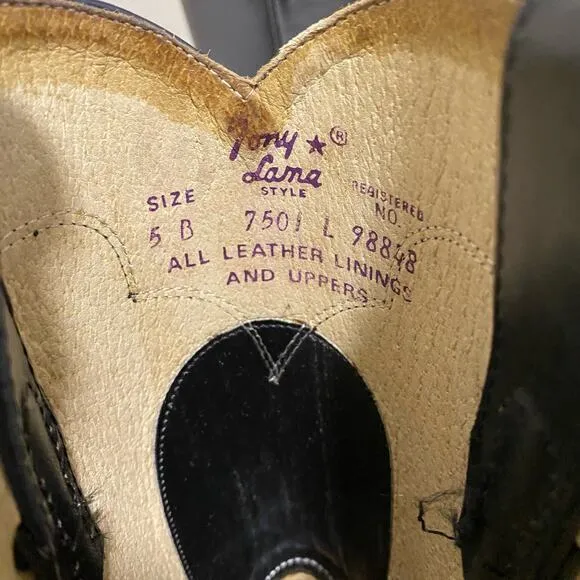 Tony ★ ®
Lama
STYLE
SIZE
REGISTERED
NO.
5 B 7501 L 98848
ALL LEATHER LININGS
AND UPPERS